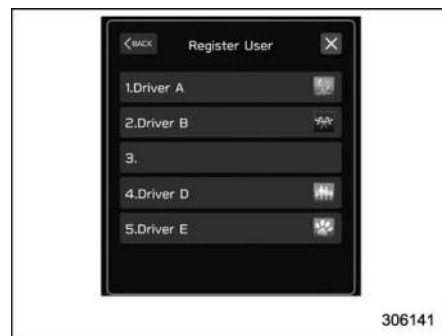 BACK
Register User
1.Driver A
2.Driver B
3.
4.Driver D
5.Driver E
306141